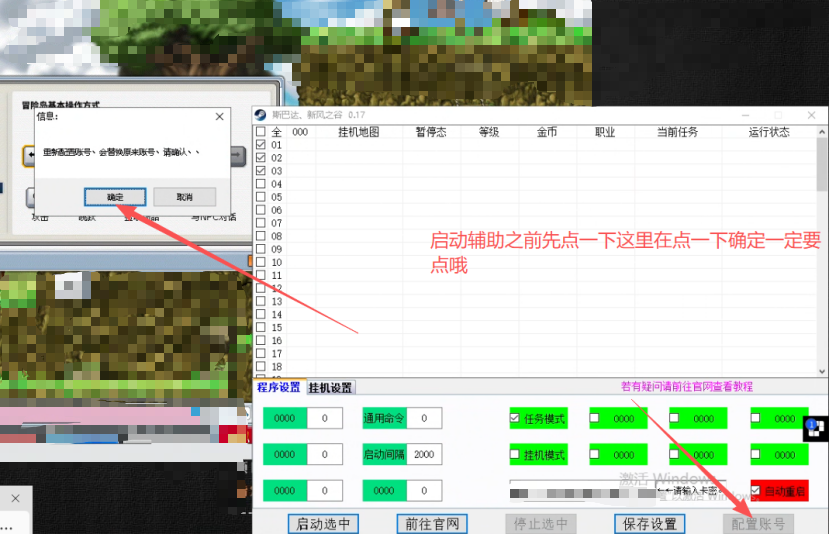 冒险岛基本操作方式
信息:
重新配置账号、会替换原来账号、请确认、、
确定
取消
与NPC对话
斯巴达、新风之谷 0.17
全 000 挂机地图 暂停态 等级 金币 职业 当前任务 运行状态
01
02
03
04
05
06
07
08
09
10
11
12
13
14
15
16
17
18
启动辅助之前先点一下这里在点一下确定一定要
点哦
程序设置 挂机设置
若有疑问请前往官网查看教程
0000 0 通用命令 0 任务模式 0000 0000 0000
0000 0 启动间隔 2000 挂机模式 0000 0000 0000
0000 0 0000 0 ←←请输入卡密 自动重启
激活 Windows
启动选中 前往官网 停止选中 保存设置 配置账号
1
...